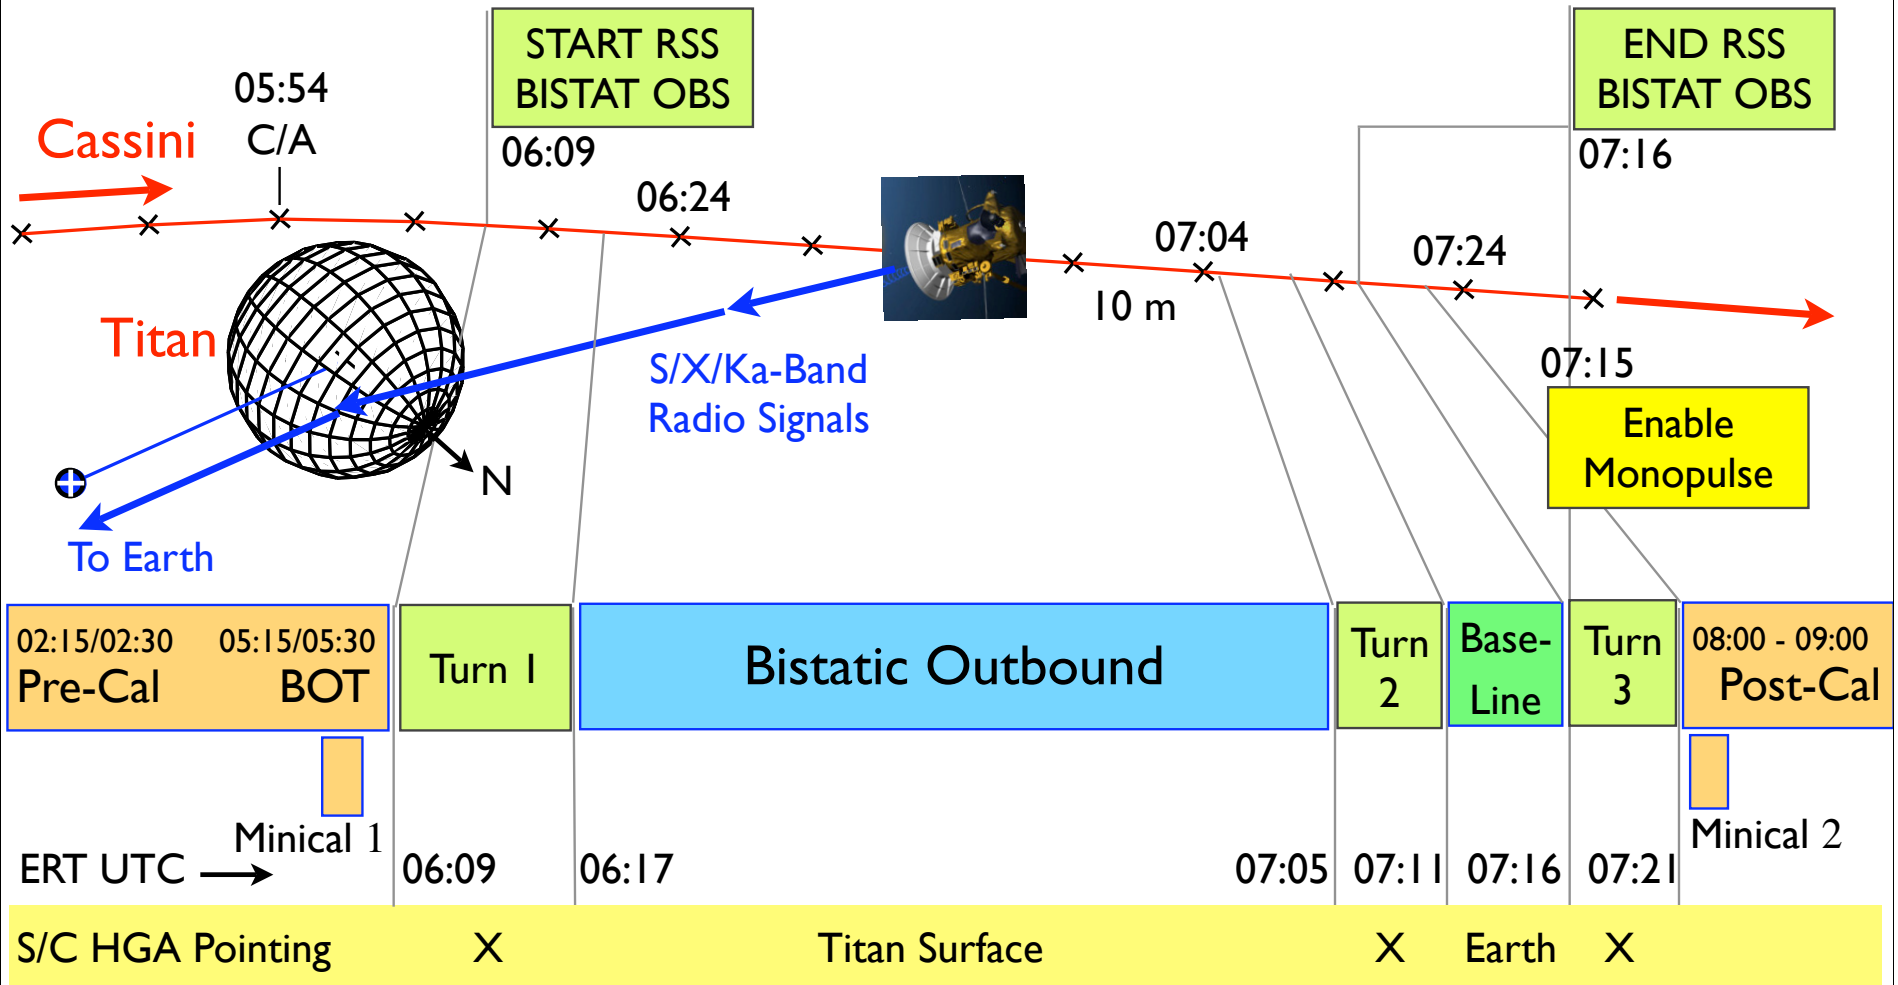 START RSS
BISTAT OBS
END RSS
BISTAT OBS
05:54
C/A
Cassini
06:09
07:16
06:24
07:04
07:24
10 m
Titan
S/X/Ka-Band
Radio Signals
07:15
Enable
Monopulse
N
To Earth
02:15/02:30 05:15/05:30
Pre-Cal BOT
Turn 1
Bistatic Outbound
Turn
2
Base-
Line
Turn
3
08:00 - 09:00
Post-Cal
Minical 1
Minical 2
ERT UTC
06:09 06:17 07:05 07:11 07:16 07:21
S/C HGA Pointing X Titan Surface X Earth X